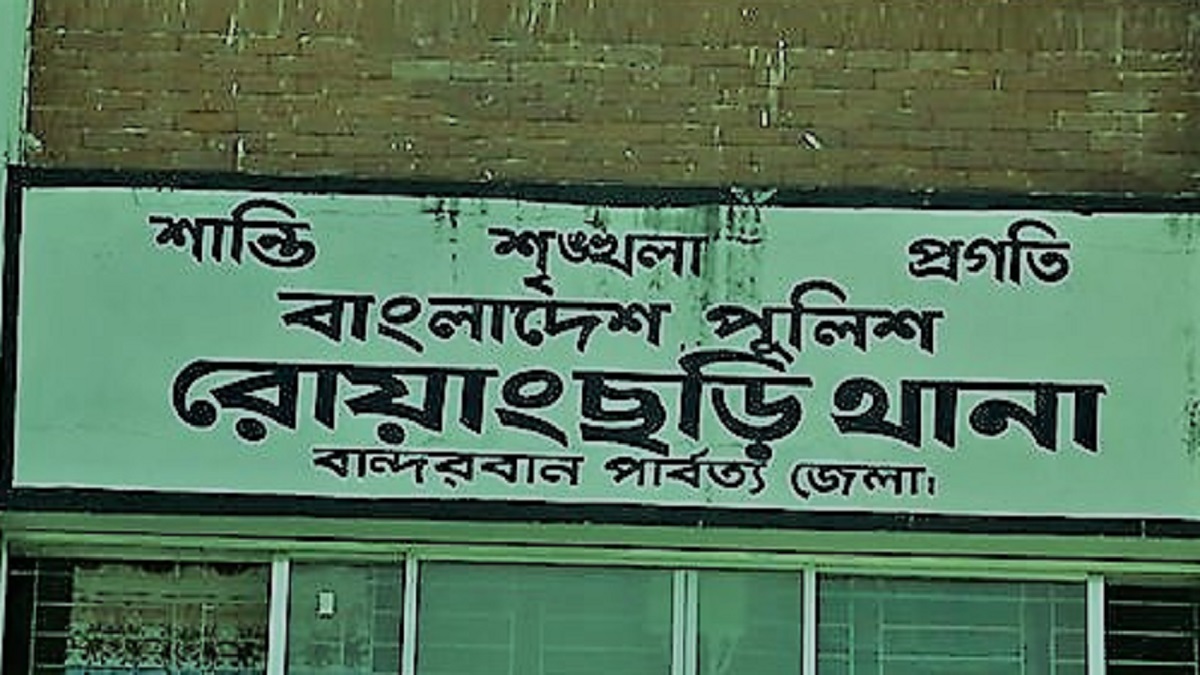 শান্তি শৃঙ্খলা প্রগতি
বাংলাদেশ পুলিশ
রোয়াংছড়ি থানা
বান্দরবান পার্বত্য জেলা।